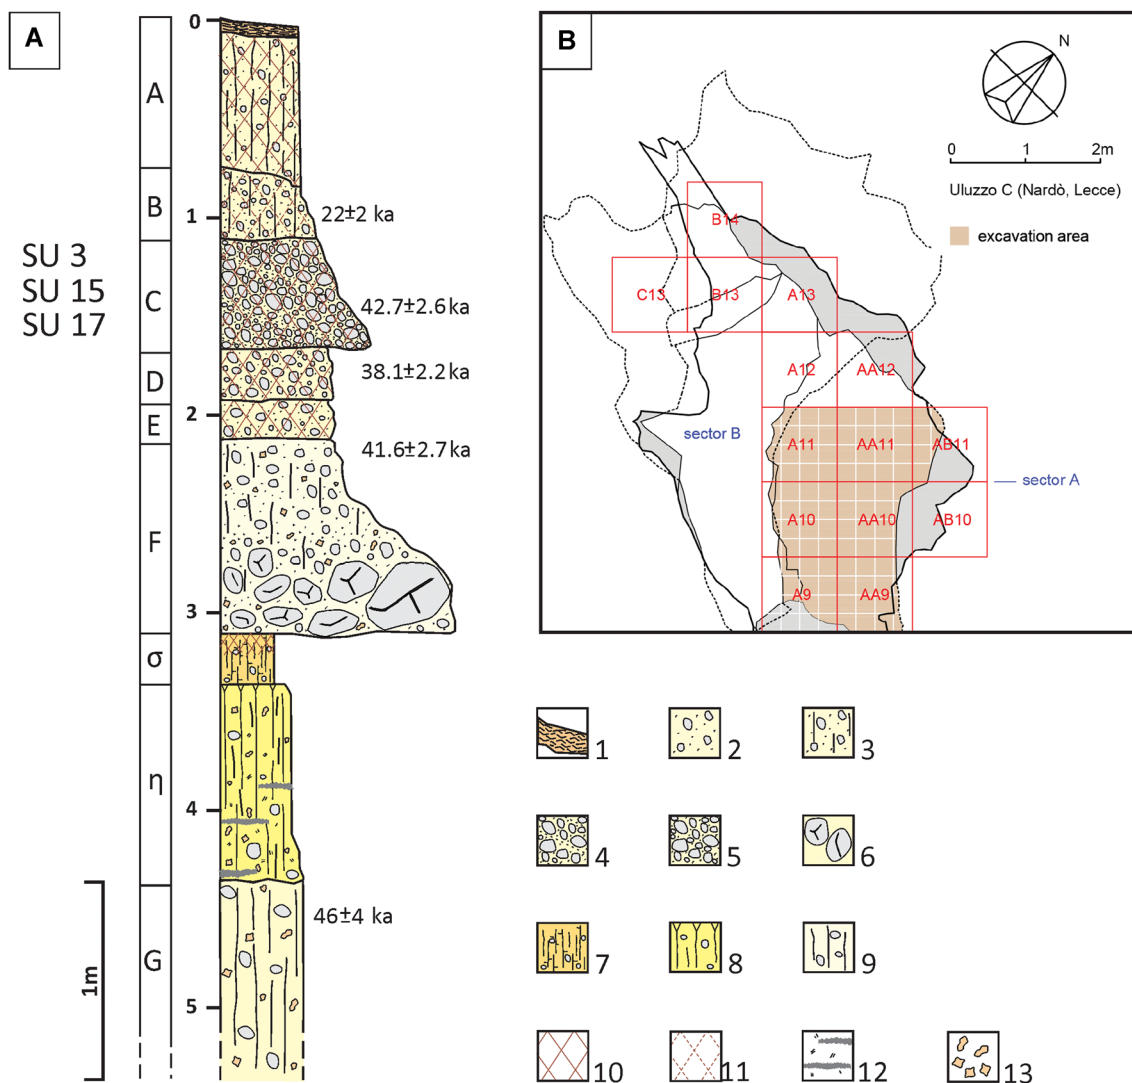 A
0
A
B
22±2 ka
1
SU 3
SU 15
SU 17
C
42.7±2.6 ka
D
38.1±2.2 ka
2
E
41.6±2.7 ka
F
3
σ
η
4
46±4 ka
G
1m
5
B
N
0 1 2m
Uluzzo C (Nardò, Lecce)
excavation area
B14
C13 B13 A13
A12 AA12
sector B
A11 AA11 AB11
sector A
A10 AA10 AB10
A9 AA9
1 2 3
4 5 6
7 8 9
10 11 12 13